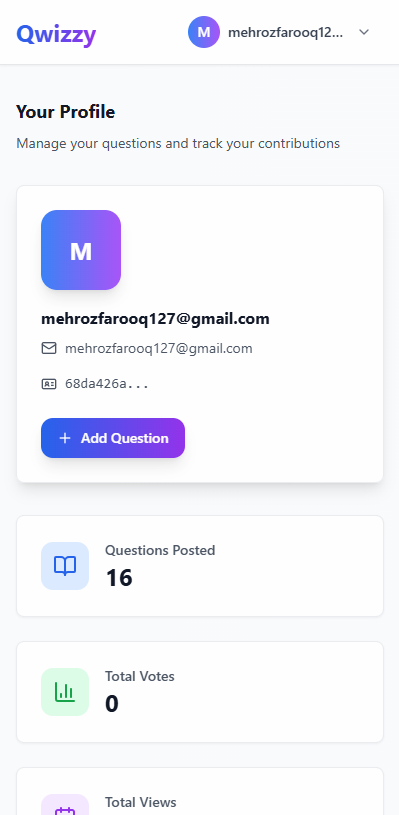 Qwizzy
M
mehrozfarooq12...
Your Profile
Manage your questions and track your contributions
M
mehrozfarooq127@gmail.com
mehrozfarooq127@gmail.com
68da426a...
+ Add Question
Questions Posted
16
Total Votes
0
Total Views